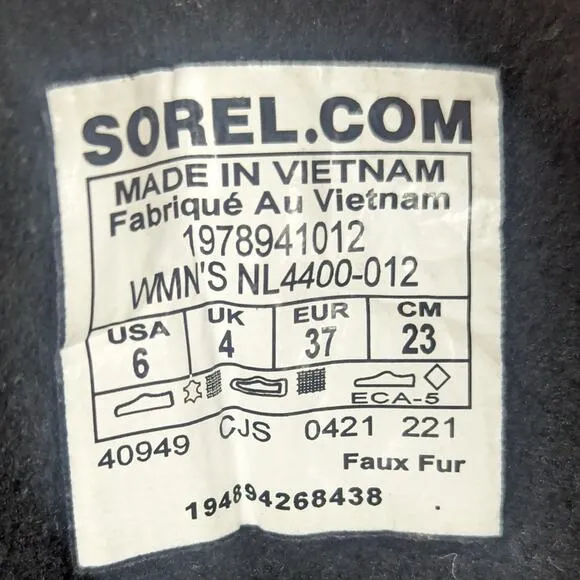 SOREL.COM
MADE IN VIETNAM
Fabriqué Au Vietnam
1978941012
WMN'S NL4400-012
USA UK EUR CM
6 4 37 23
ECA-5
40949 CJS 0421 221
Faux Fur
194894268438